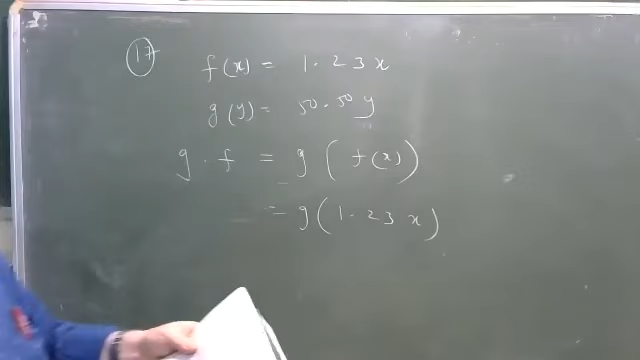 17
f(x) = 1.23x
g(y) = 50.50y
g . f = g(f(x))
= g(1.23x)